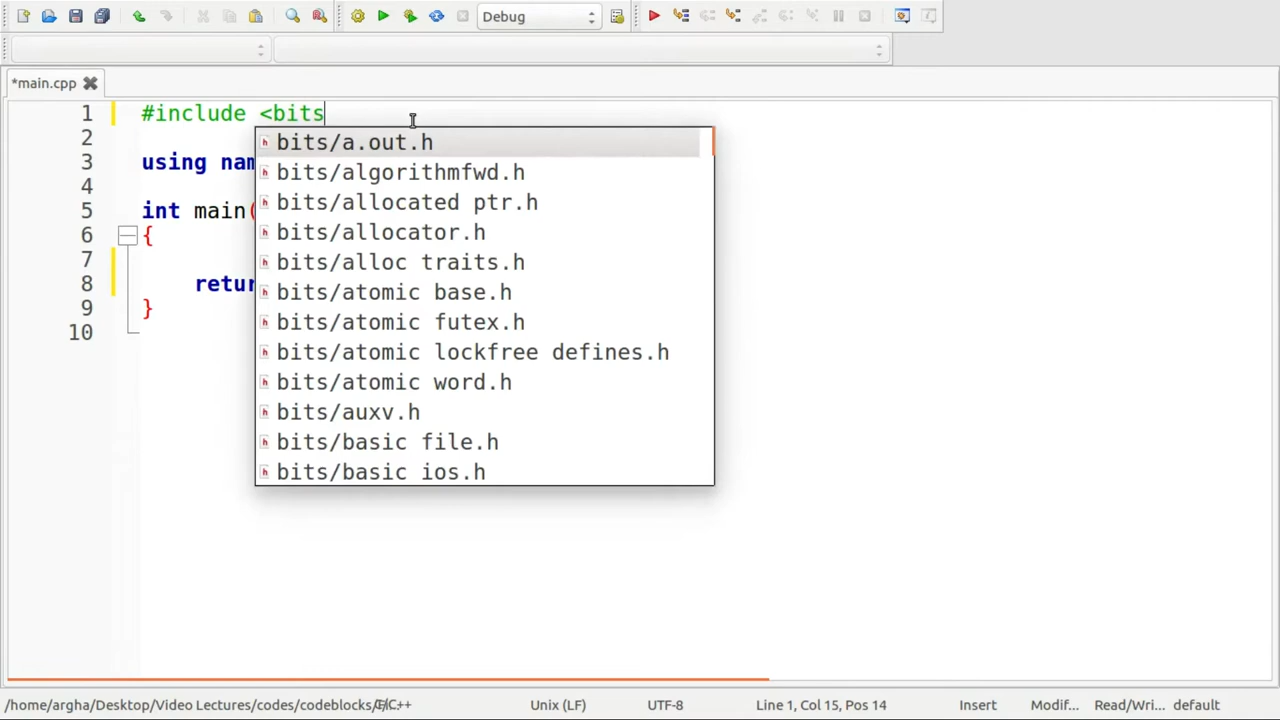 Debug
*main.cpp
1 #include <bits
2
3 using nam
4
5 int main(
6 {
7
8 retur
9 }
10
bits/a.out.h
bits/algorithmfwd.h
bits/allocated ptr.h
bits/allocator.h
bits/alloc traits.h
bits/atomic base.h
bits/atomic futex.h
bits/atomic lockfree defines.h
bits/atomic word.h
bits/auxv.h
bits/basic file.h
bits/basic ios.h
/home/argha/Desktop/Video Lectures/codes/codeblocks/ C/C++ Unix (LF) UTF-8 Line 1, Col 15, Pos 14 Insert Modif... Read/Wri... default